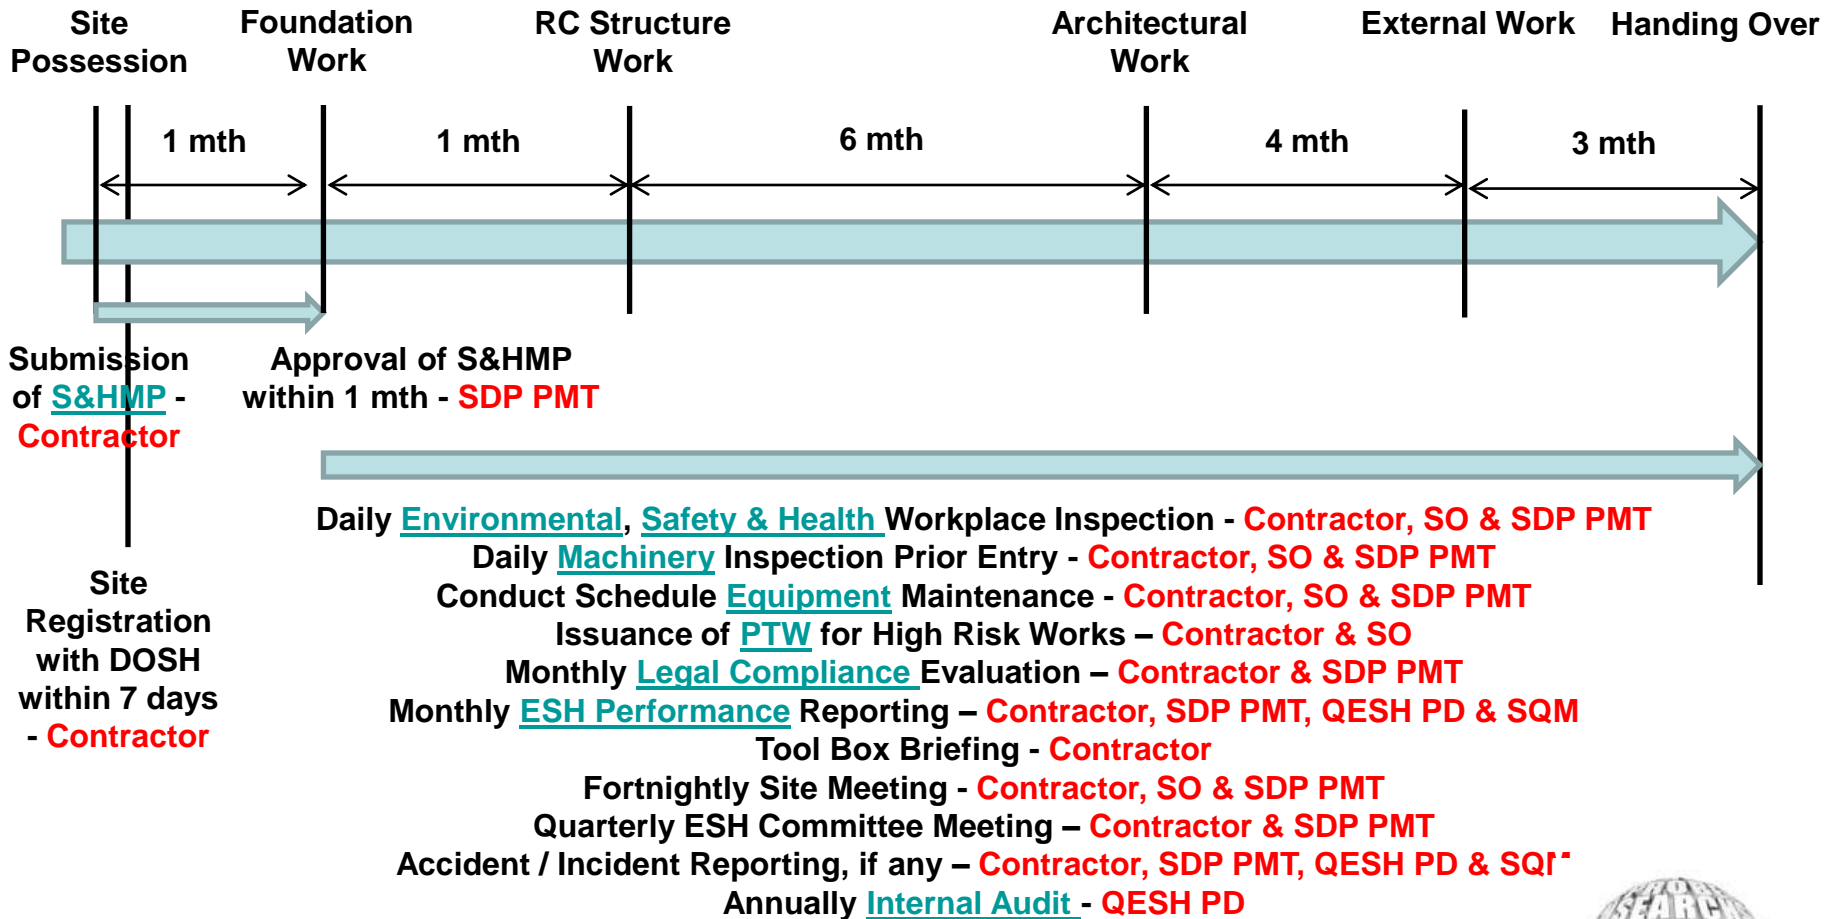 Site
Possession
Foundation
Work
RC Structure
Work
Architectural
Work
External Work
Handing Over
1 mth
1 mth
6 mth
4 mth
3 mth
Submission
of S&HMP -
Contractor
Approval of S&HMP
within 1 mth - SDP PMT
Site
Registration
with DOSH
within 7 days
- Contractor
Daily Environmental, Safety & Health Workplace Inspection - Contractor, SO & SDP PMT
Daily Machinery Inspection Prior Entry - Contractor, SO & SDP PMT
Conduct Schedule Equipment Maintenance - Contractor, SO & SDP PMT
Issuance of PTW for High Risk Works – Contractor & SO
Monthly Legal Compliance Evaluation – Contractor & SDP PMT
Monthly ESH Performance Reporting – Contractor, SDP PMT, QESH PD & SQM
Tool Box Briefing - Contractor
Fortnightly Site Meeting - Contractor, SO & SDP PMT
Quarterly ESH Committee Meeting – Contractor & SDP PMT
Accident / Incident Reporting, if any – Contractor, SDP PMT, QESH PD &
Annually Internal Audit - QESH PD